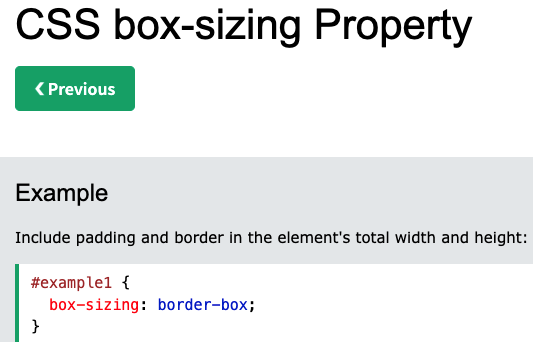 CSS box-sizing Property
❮ Previous
Example
Include padding and border in the element's total width and height:
#example1 {
  box-sizing: border-box;
}